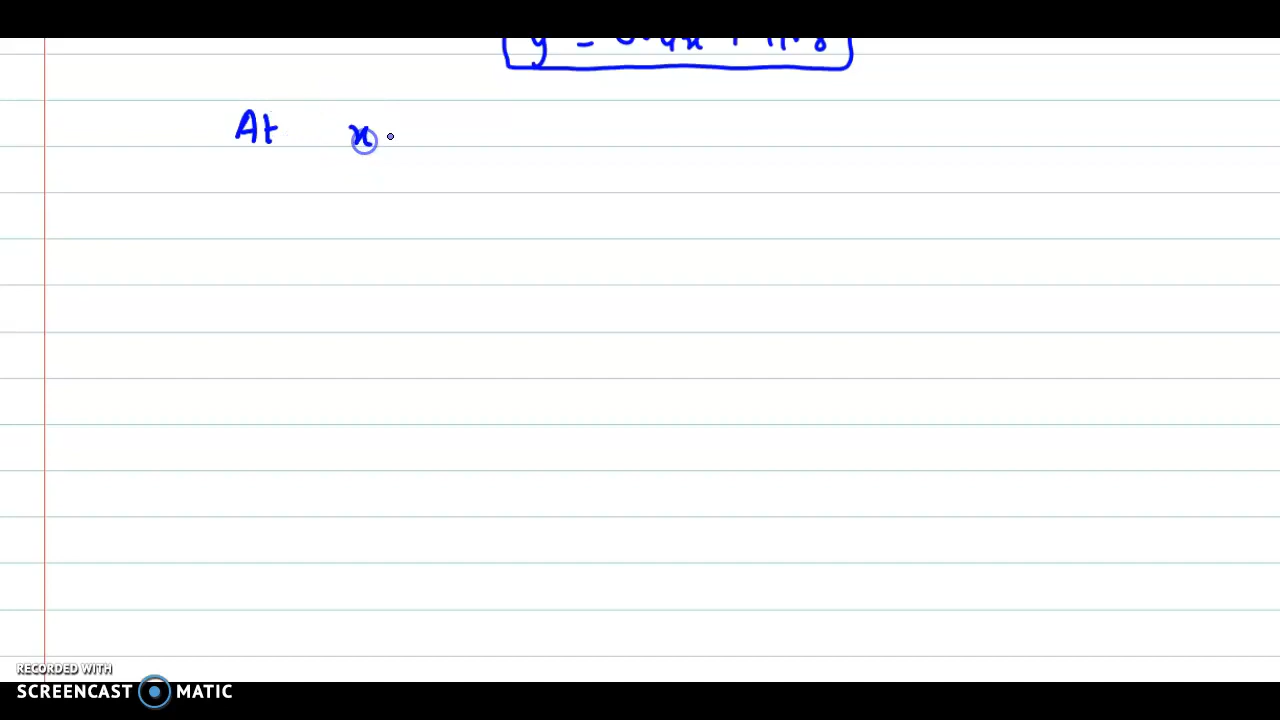 y =
At x
RECORDED WITH
SCREENCAST MATIC